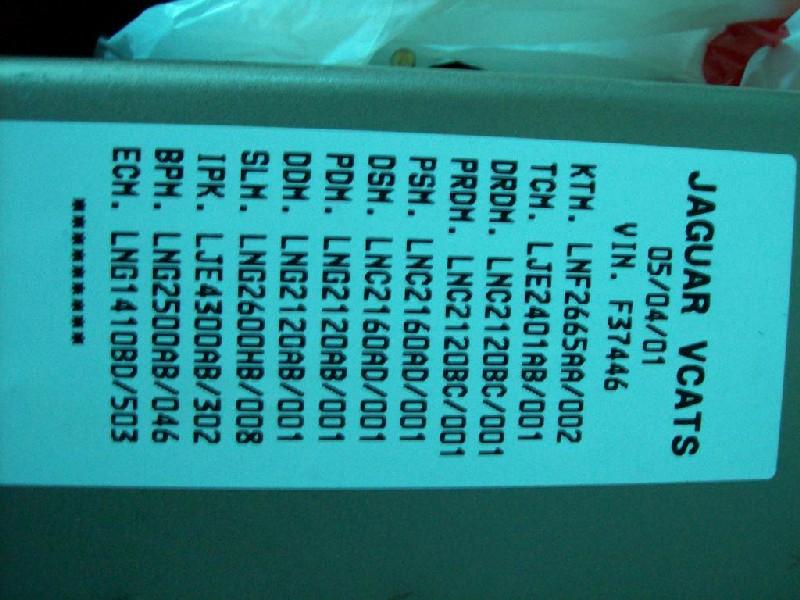 JAGUAR VCATS
05/04/01
VIN. F37446
KTM. LNF2665AA/002
TCM. LJE2401AB/001
DRDM. LNC2120BC/001
PRDM. LNC2120BC/001
PSM. LNC2160AD/001
DSM. LNC2160AD/001
PDM. LNG2120AB/001
DDM. LNG2120AB/001
SLM. LNG2600HB/008
IPK. LJE4300AB/302
BPM. LNG2500AB/046
ECM. LNG1410BD/503
**********